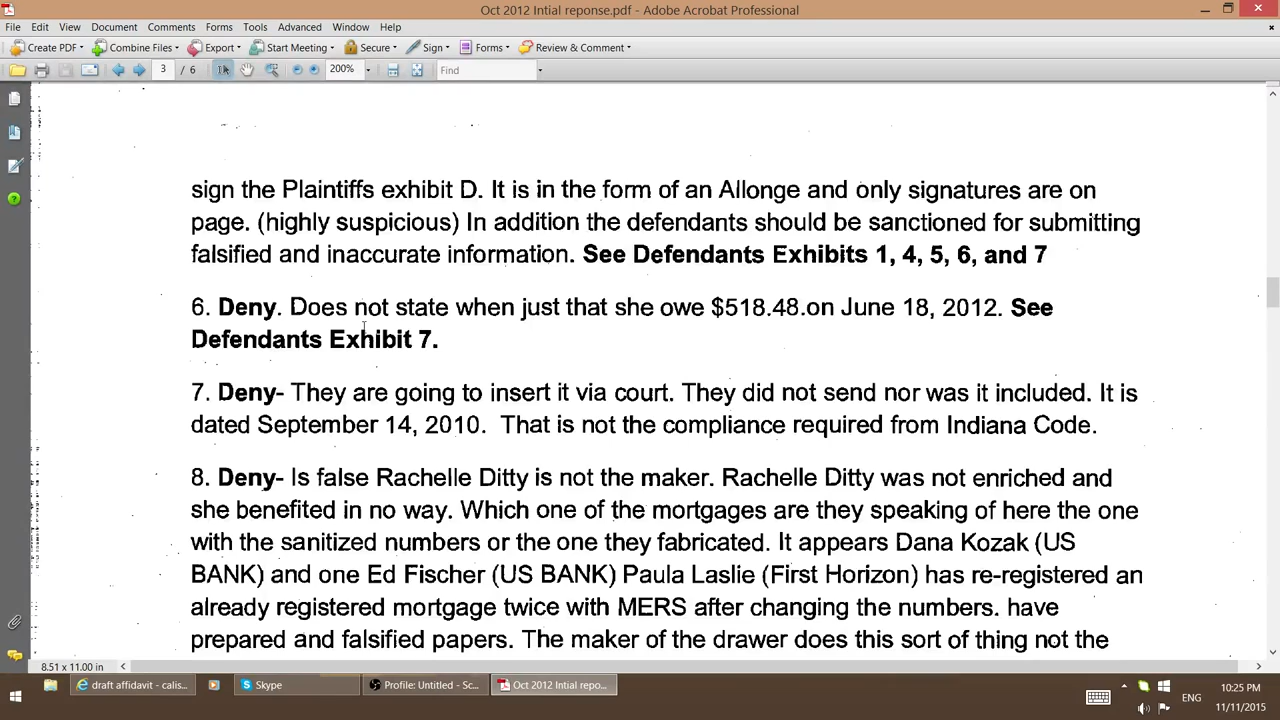 Oct 2012 Intial reponse.pdf - Adobe Acrobat Professional
File Edit View Document Comments Forms Tools Advanced Window Help
Create PDF Combine Files Export Start Meeting Secure Sign Forms Review & Comment
3 / 6 200% Find
sign the Plaintiffs exhibit D. It is in the form of an Allonge and only signatures are on
page. (highly suspicious) In addition the defendants should be sanctioned for submitting
falsified and inaccurate information. See Defendants Exhibits 1, 4, 5, 6, and 7
6. Deny. Does not state when just that she owe $518.48.on June 18, 2012. See
Defendants Exhibit 7.
7. Deny- They are going to insert it via court. They did not send nor was it included. It is
dated September 14, 2010. That is not the compliance required from Indiana Code.
8. Deny- Is false Rachelle Ditty is not the maker. Rachelle Ditty was not enriched and
she benefited in no way. Which one of the mortgages are they speaking of here the one
with the sanitized numbers or the one they fabricated. It appears Dana Kozak (US
BANK) and one Ed Fischer (US BANK) Paula Laslie (First Horizon) has re-registered an
already registered mortgage twice with MERS after changing the numbers. have
prepared and falsified papers. The maker of the drawer does this sort of thing not the
8.51 x 11.00 in
draft affidavit - calis... Skype Profile: Untitled - Sc... Oct 2012 Intial repo... ENG 10:25 PM
11/11/2015